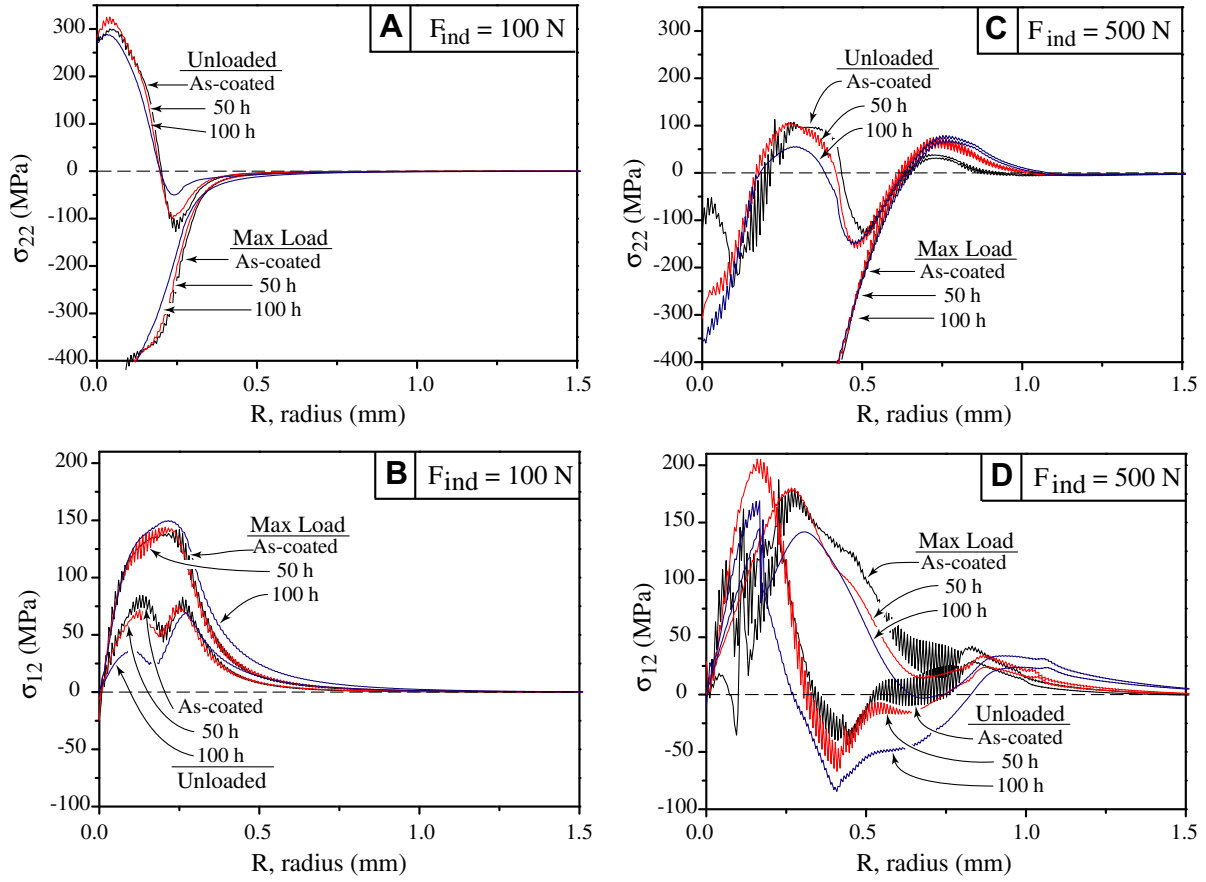 A
F_ind = 100 N
Unloaded
As-coated
50 h
100 h
Max Load
As-coated
50 h
100 h
300
200
100
0
-100
-200
-300
-400
σ22 (MPa)
0.0
0.5
1.0
1.5
R, radius (mm)
C
F_ind = 500 N
Unloaded
As-coated
50 h
100 h
Max Load
As-coated
50 h
100 h
300
200
100
0
-100
-200
-300
-400
σ22 (MPa)
0.0
0.5
1.0
1.5
R, radius (mm)
B
F_ind = 100 N
Max Load
As-coated
50 h
100 h
As-coated
50 h
100 h
Unloaded
200
150
100
50
0
-50
-100
σ12 (MPa)
0.0
0.5
1.0
1.5
R, radius (mm)
D
F_ind = 500 N
Max Load
As-coated
50 h
100 h
Unloaded
As-coated
50 h
100 h
200
150
100
50
0
-50
-100
σ12 (MPa)
0.0
0.5
1.0
1.5
R, radius (mm)